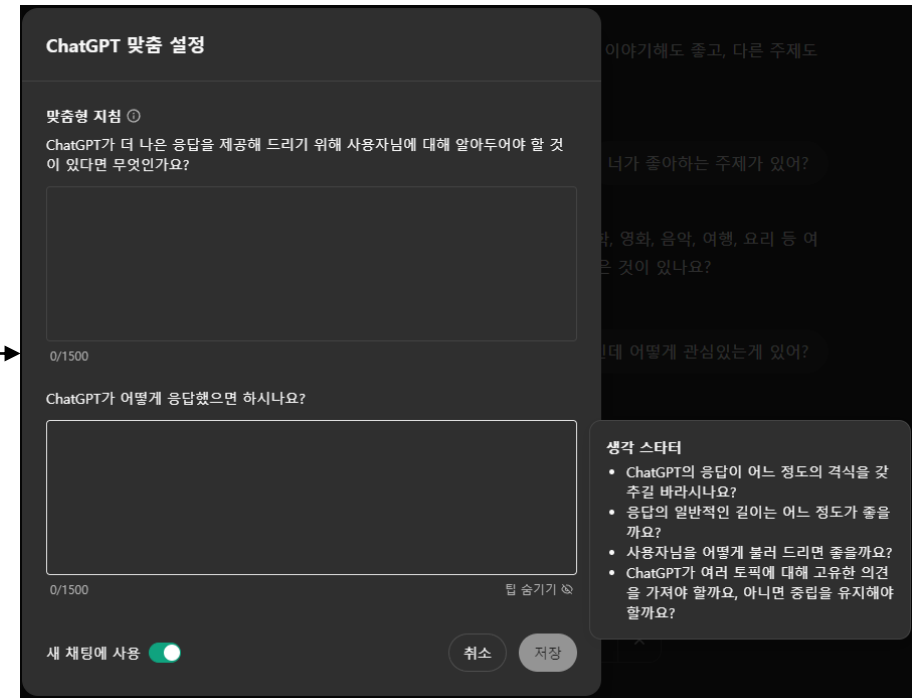 ChatGPT 맞춤 설정
이야기해도 좋고, 다른 주제도
맞춤형 지침
ChatGPT가 더 나은 응답을 제공해 드리기 위해 사용자님에 대해 알아두어야 할 것
이 있다면 무엇인가요?
너가 좋아하는 주제가 있어?
영화, 음악, 여행, 요리 등 여
것이 있나요?
어떻게 관심있는게 있어?
0/1500
ChatGPT가 어떻게 응답했으면 하시나요?
0/1500
팁 숨기기
생각 스타터
• ChatGPT의 응답이 어느 정도의 격식을 갖
추길 바라시나요?
• 응답의 일반적인 길이는 어느 정도가 좋을
까요?
• 사용자님을 어떻게 불러 드리면 좋을까요?
• ChatGPT가 여러 토픽에 대해 고유한 의견
을 가져야 할까요, 아니면 중립을 유지해야
할까요?
새 채팅에 사용
취소
저장